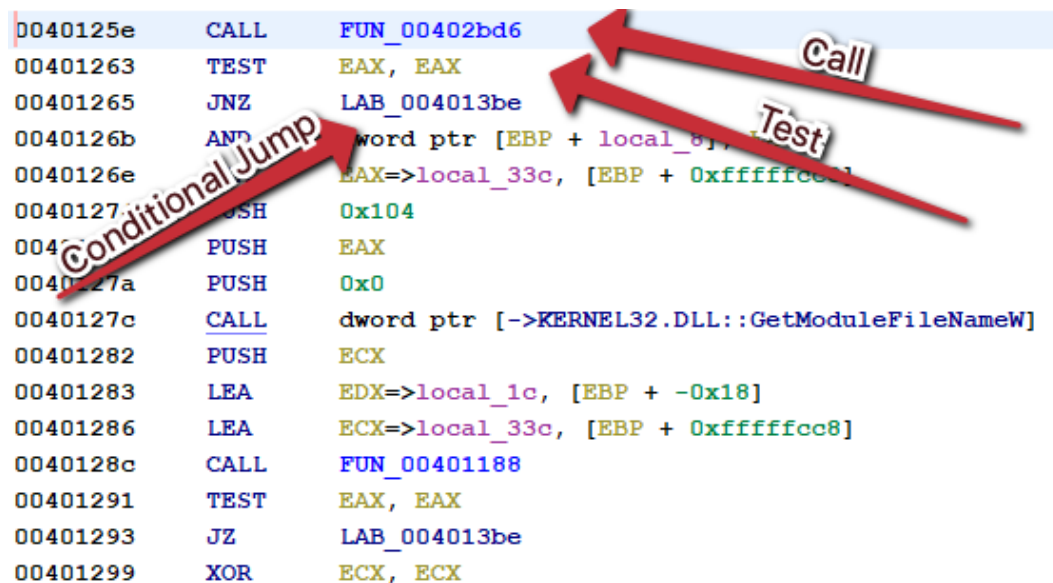 0040125e CALL FUN_00402bd6
00401263 TEST EAX, EAX
00401265 JNZ LAB_004013be
0040126b AND dword ptr [EBP + local_8],
0040126e EAX=>local_33c, [EBP +
PUSH 0x104
PUSH EAX
0040127a PUSH 0x0
0040127c CALL dword ptr [->KERNEL32.DLL::GetModuleFileNameW]
00401282 PUSH ECX
00401283 LEA EDX=>local_1c, [EBP + -0x18]
00401286 LEA ECX=>local_33c, [EBP + 0xfffffcc8]
0040128c CALL FUN_00401188
00401291 TEST EAX, EAX
00401293 JZ LAB_004013be
00401299 XOR ECX, ECX
Call
Test
Conditional Jump